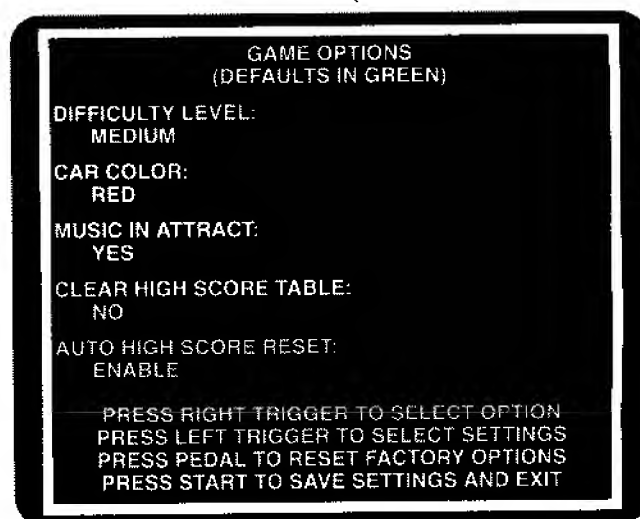 GAME OPTIONS
(DEFAULTS IN GREEN)
DIFFICULTY LEVEL:
MEDIUM
CAR COLOR:
RED
MUSIC IN ATTRACT:
YES
CLEAR HIGH SCORE TABLE:
NO
AUTO HIGH SCORE RESET:
ENABLE
PRESS RIGHT TRIGGER TO SELECT OPTION
PRESS LEFT TRIGGER TO SELECT SETTINGS
PRESS PEDAL TO RESET FACTORY OPTIONS
PRESS START TO SAVE SETTINGS AND EXIT